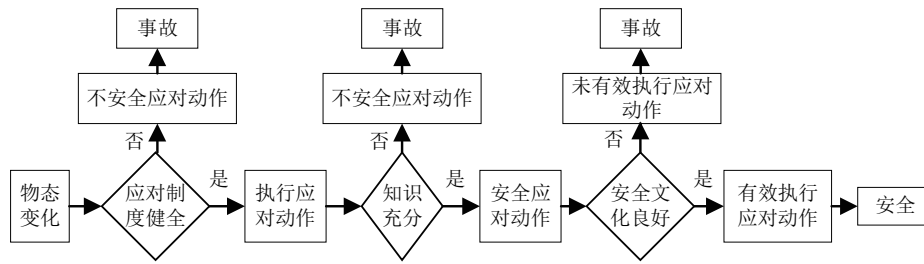 事故
事故
事故
不安全应对动作
不安全应对动作
未有效执行应对
动作
否
否
否
物态
变化
应对制
度健全
是
执行应
对动作
知识
充分
是
安全应
对动作
安全文
化良好
是
有效执行
应对动作
安全